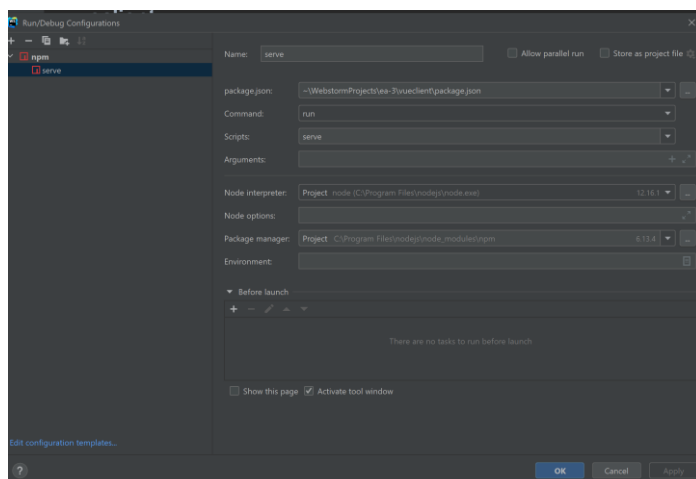 Run/Debug Configurations
npm
serve
Name: serve
Allow parallel run
Store as project file
package.json: ~\WebstormProjects\ea-3\vueclient\package.json
Command: run
Scripts: serve
Arguments:
Node interpreter: Project node (C:\Program Files\nodejs\node.exe) 12.16.1
Node options:
Package manager: Project C:\Program Files\nodejs\node_modules\npm 6.13.4
Environment:
Before launch
There are no tasks to run before launch
Show this page Activate tool window
Edit configuration templates...
? OK Cancel Apply